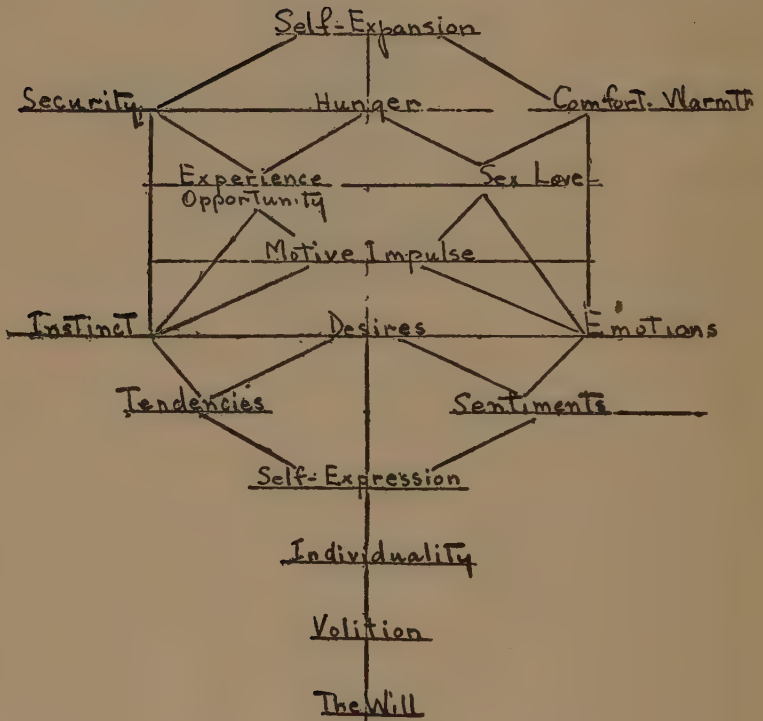 Self-Expansion
Security Hunger Comfort-Warmth
Experience Sex Love
Opportunity
Motive Impulse
Instinct Desires Emotions
Tendencies Sentiments
Self-Expression
Individuality
Volition
The Will